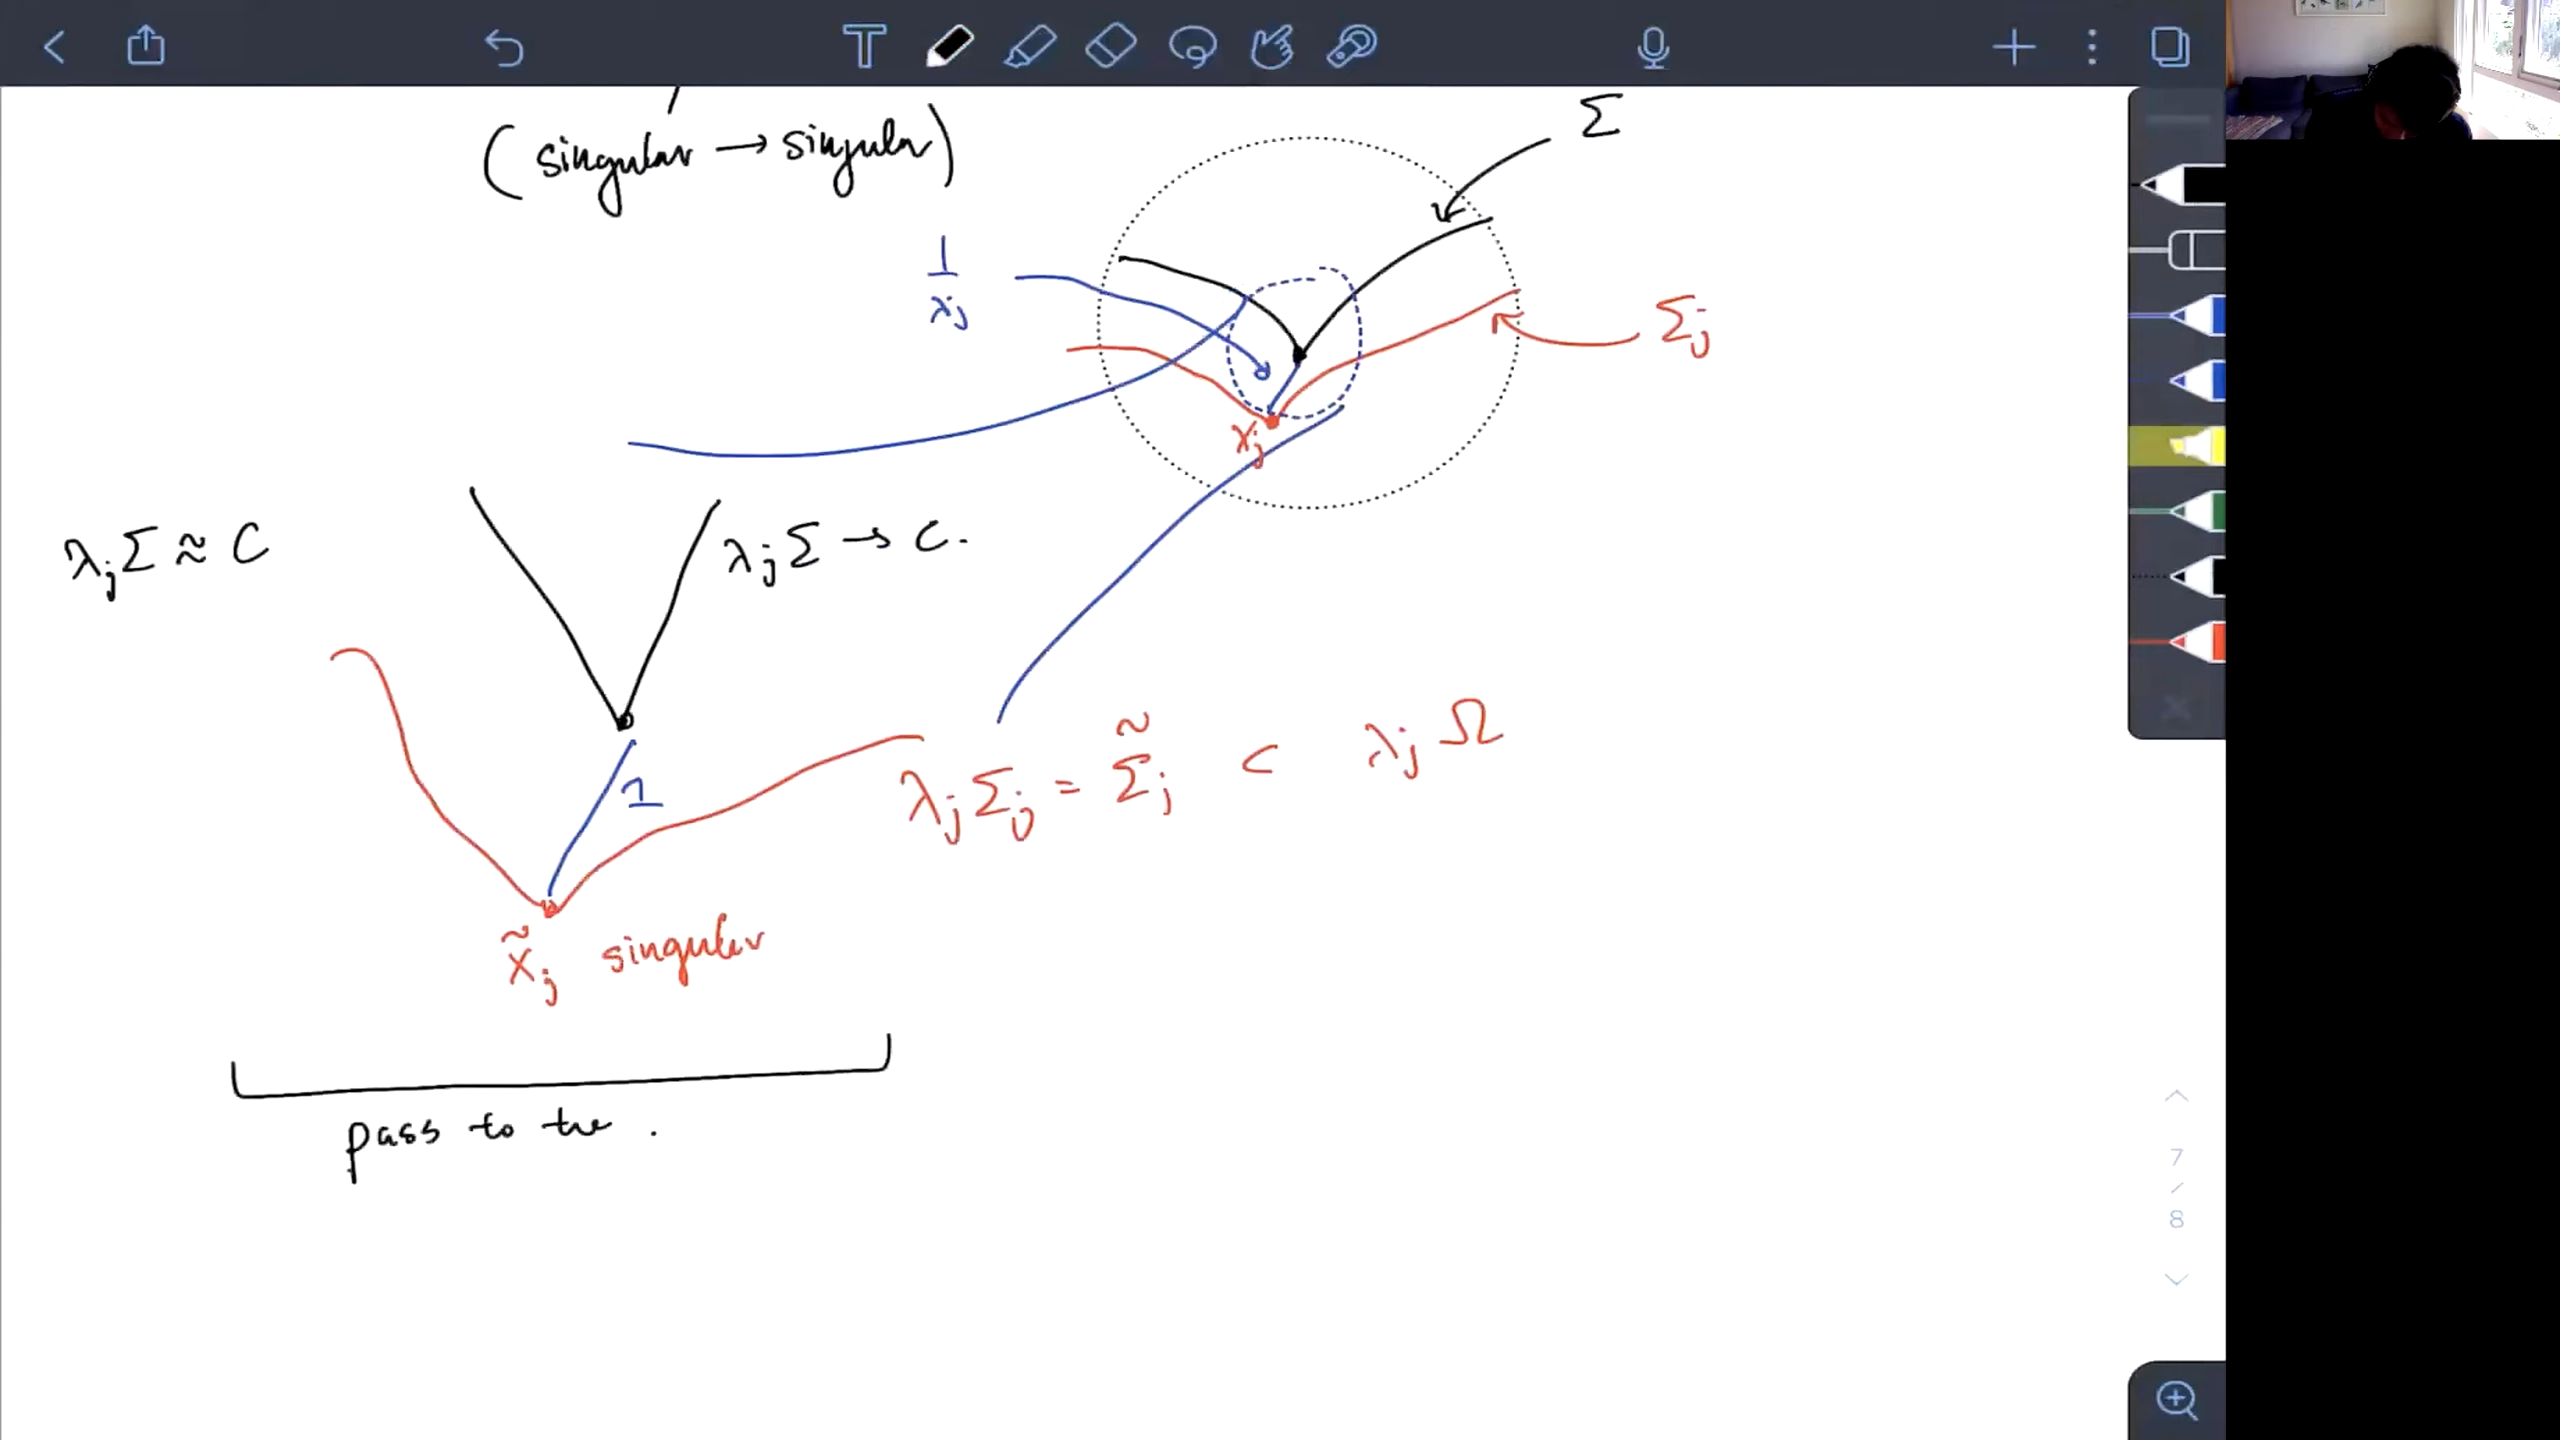 (singular → singular)
Σ
1
λj
Σj
xj
λjΣ ≈ C
λjΣ → C.
1
λjΣj = Σ̃j ⊂ λjΩ
x̃j singular
pass to the .
7
/
8